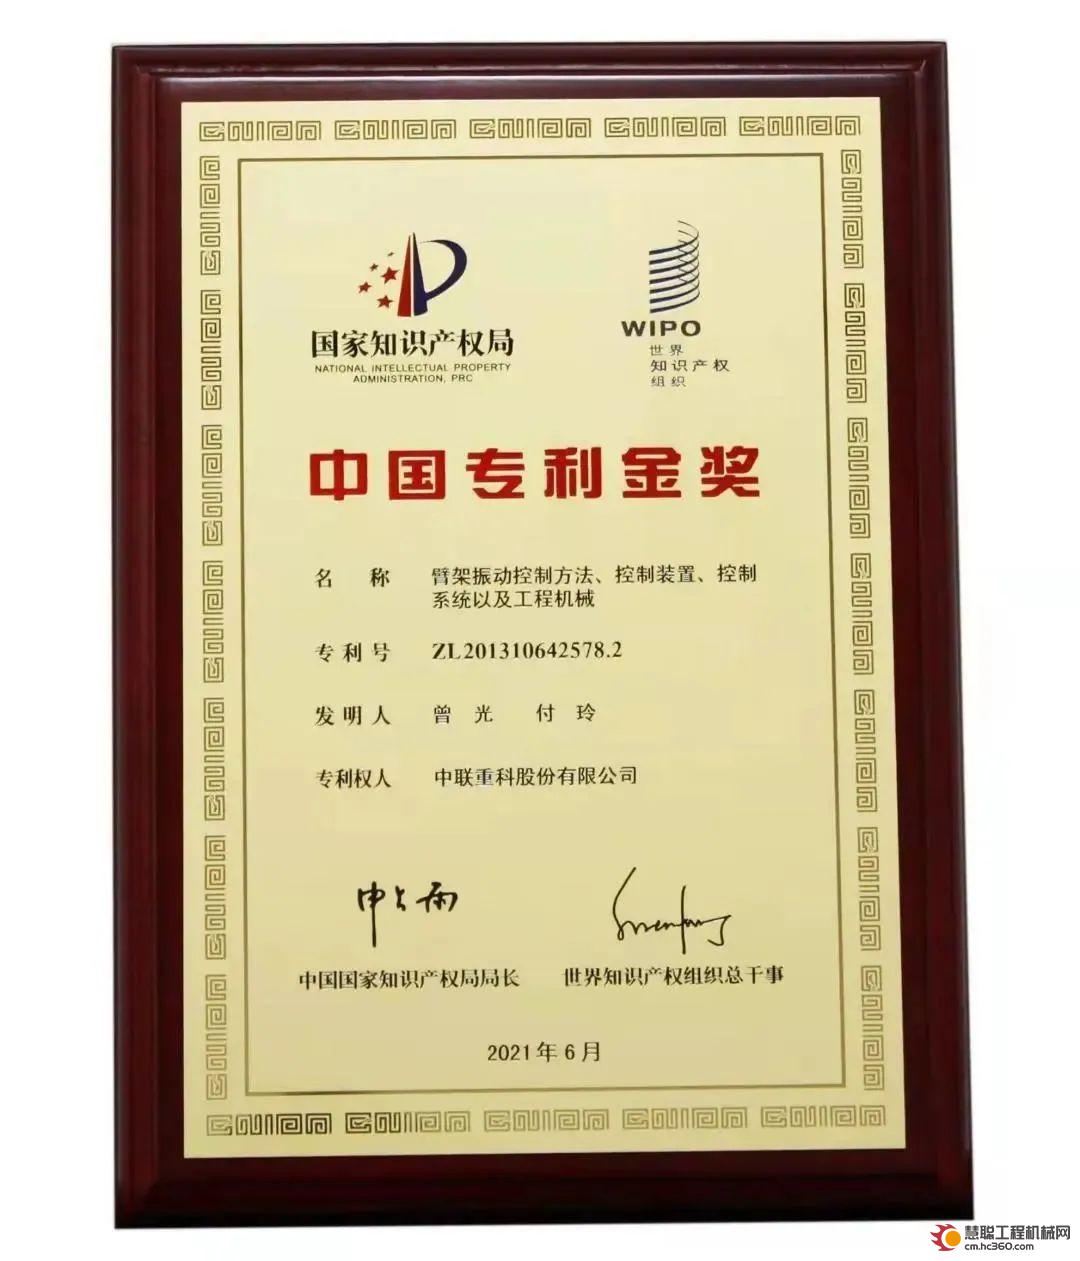 国家知识产权局
NATIONAL INTELLECTUAL PROPERTY
ADMINISTRATION, PRC
WIPO
世界
知识产权
组织
中国专利金奖
名称 臂架振动控制方法、控制装置、控制
系统以及工程机械
专利号 ZL201310642578.2
发明人 曾光 付玲
专利权人 中联重科股份有限公司
申长雨
中国国家知识产权局局长 世界知识产权组织总干事
2021年6月
慧聪工程机械网
cm.hc360.com